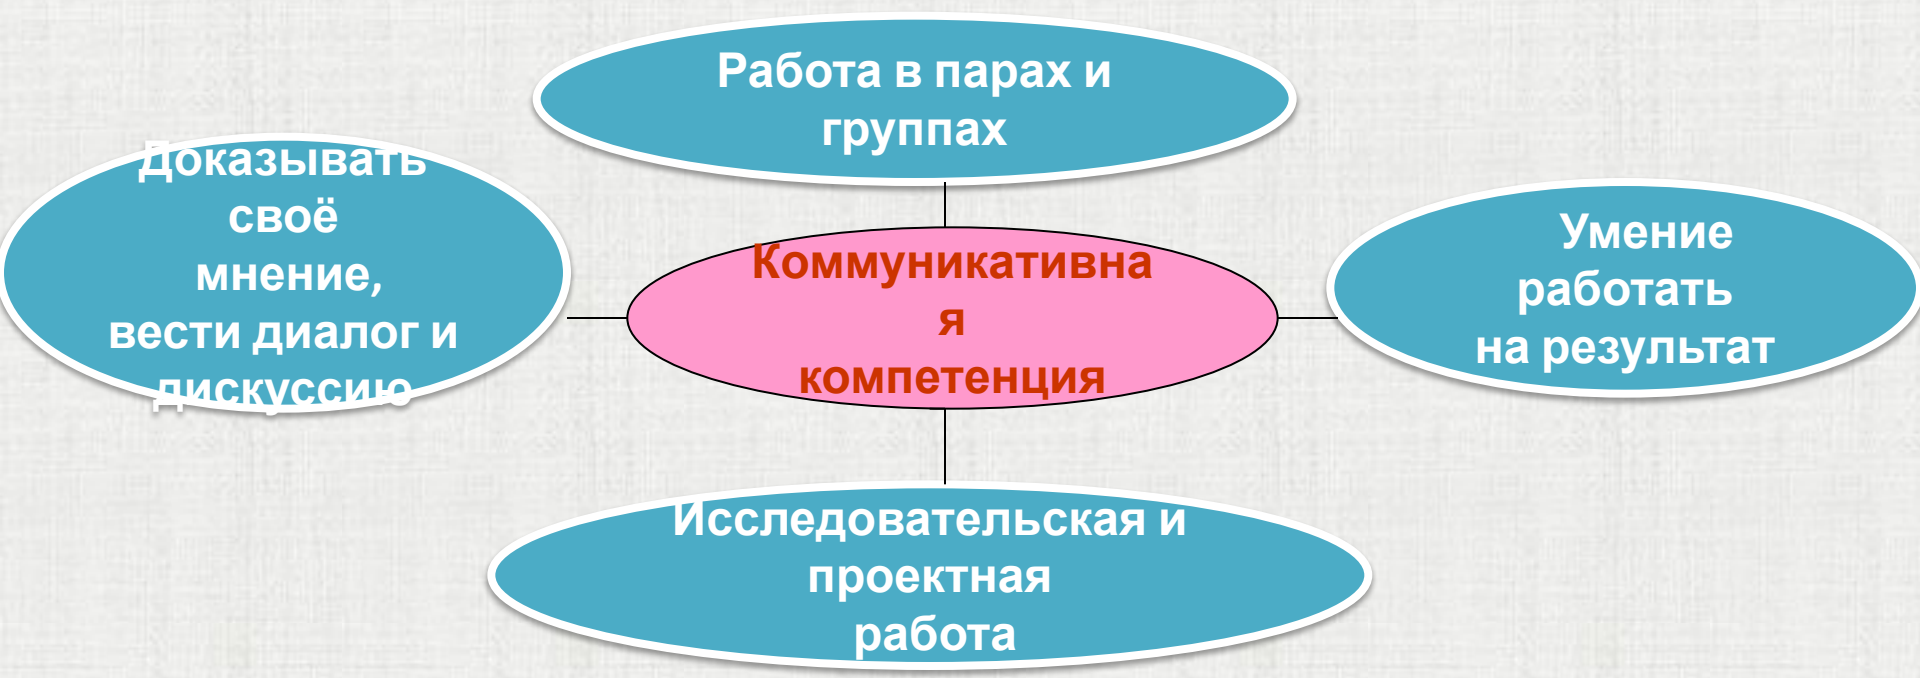 Работа в парах и
группах
Доказывать
своё
мнение,
вести диалог и
дискуссию
Коммуникативна
я
компетенция
Умение
работать
на результат
Исследовательская и
проектная
работа